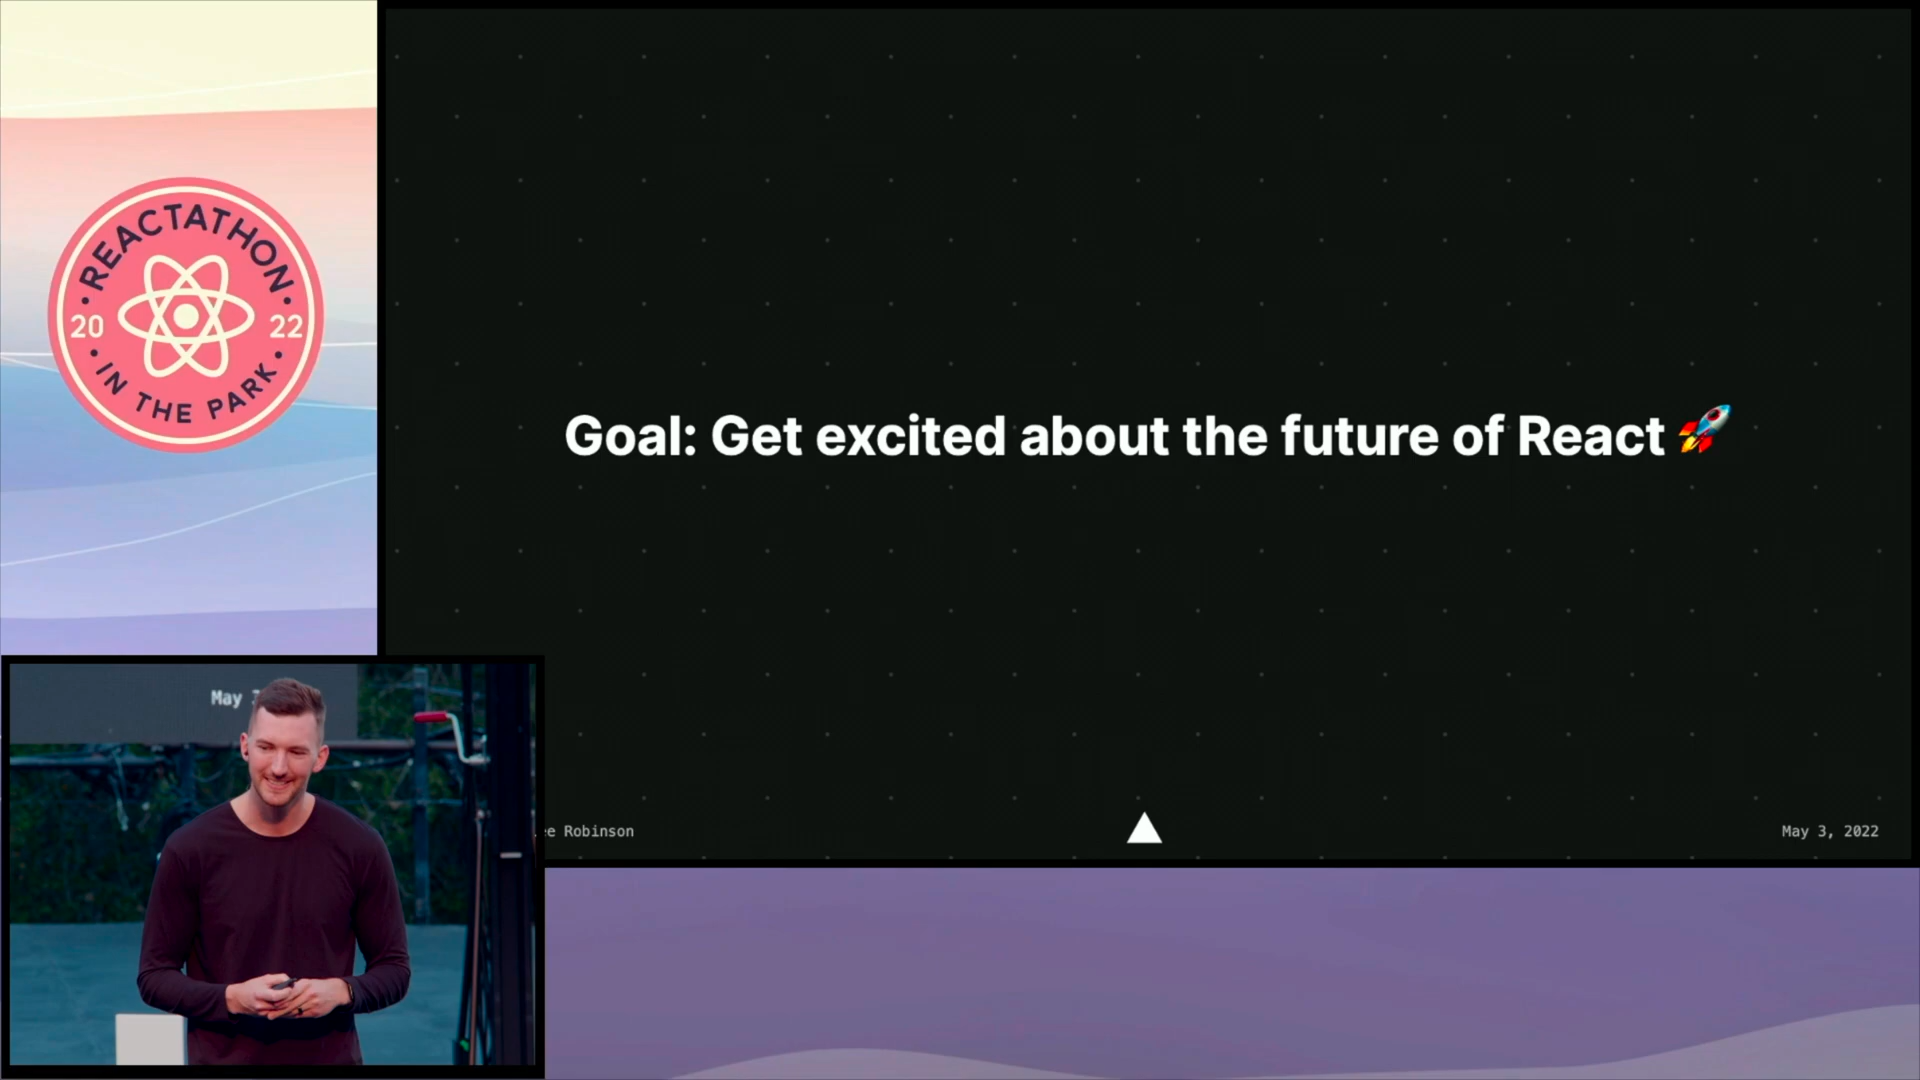 REACTATHON
20 22
IN THE PARK
Goal: Get excited about the future of React 🚀
May
ee Robinson
May 3, 2022